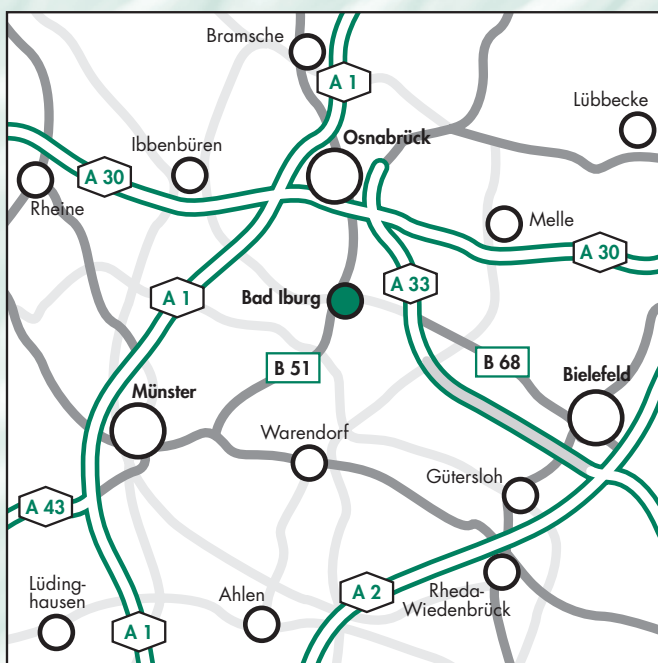 Bramsche
A 1
Lübbecke
Osnabrück
Ibbenbüren
A 30
Rheine
Melle
A 30
A 33
A 1
Bad Iburg
B 51
B 68
Bielefeld
Münster
Warendorf
Gütersloh
A 43
Lüding-
hausen
Ahlen
A 2
Rheda-
Wiedenbrück
A 1